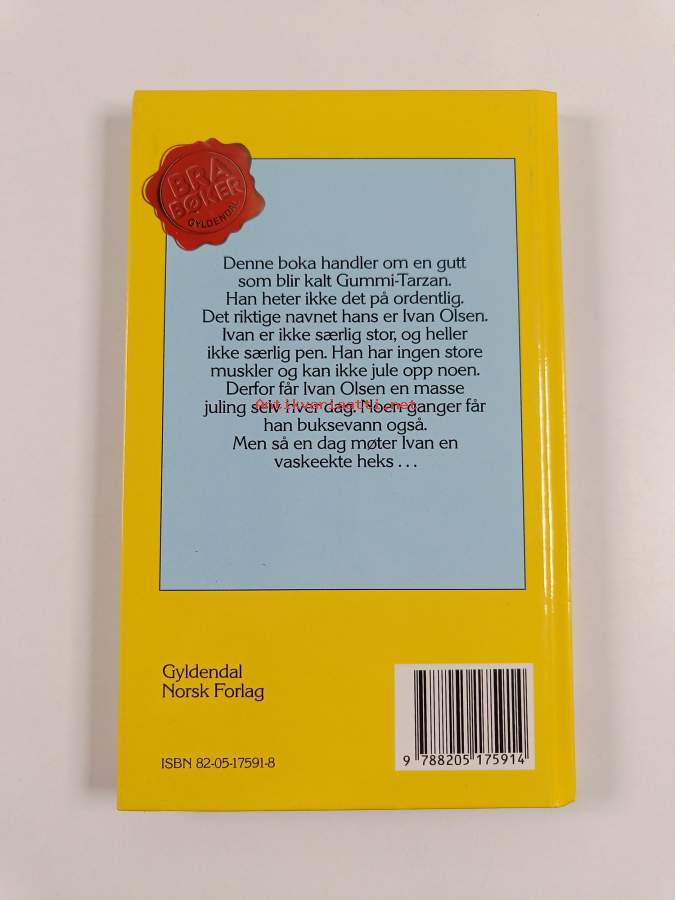 BRA
BØKER
GYLDENDAL
Denne boka handler om en gutt
som blir kalt Gummi-Tarzan.
Han heter ikke det på ordentlig.
Det riktige navnet hans er Ivan Olsen.
Ivan er ikke særlig stor, og heller
ikke særlig pen. Han har ingen store
muskler og kan ikke jule opp noen.
Derfor får Ivan Olsen en masse
juling selv hver dag. Noen ganger får
Antikvariaatti.net
han buksevann også.
Men så en dag møter Ivan en
vaskeekte heks...
Gyldendal
Norsk Forlag
ISBN 82-05-17591-8
9 788205 175914